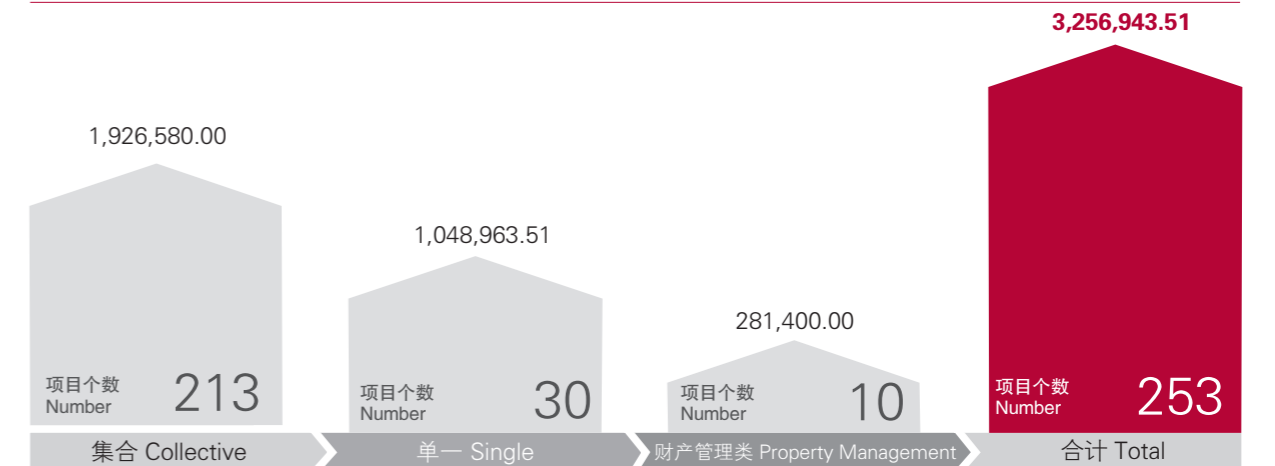 3,256,943.51
1,926,580.00
1,048,963.51
281,400.00
项目个数
Number
213
项目个数
Number
30
项目个数
Number
10
项目个数
Number
253
集合 Collective
单一 Single
财产管理类 Property Management
合计 Total